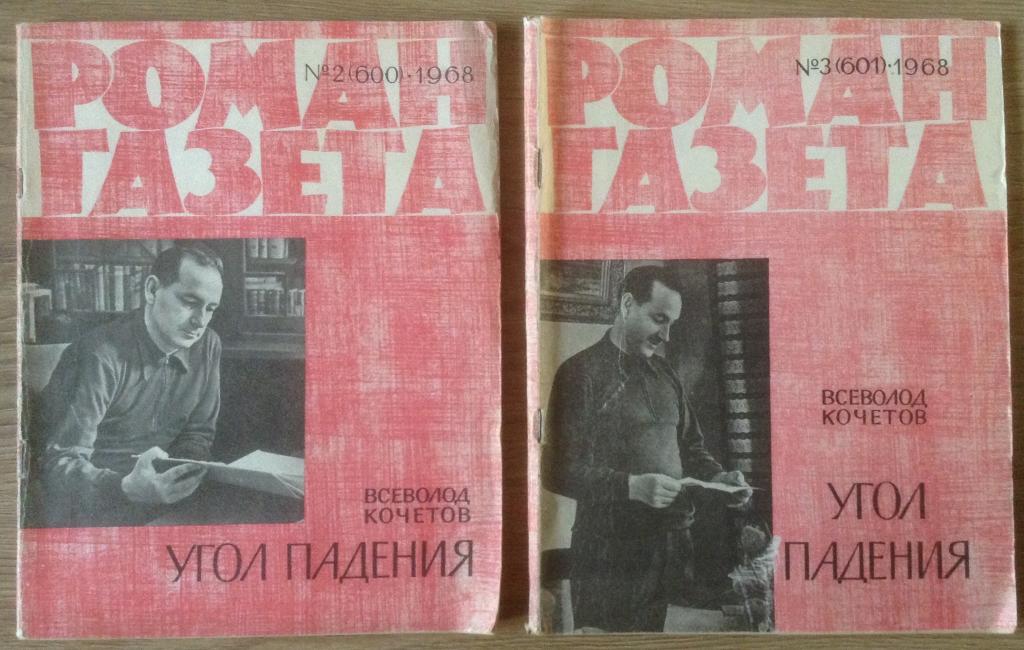 РОМАН
№2(600)·1968
ГАЗЕТА
ВСЕВОЛОД
КОЧЕТОВ
УГОЛ ПАДЕНИЯ
РОМАН
№3(601)·1968
ГАЗЕТА
ВСЕВОЛОД
КОЧЕТОВ
УГОЛ
ПАДЕНИЯ